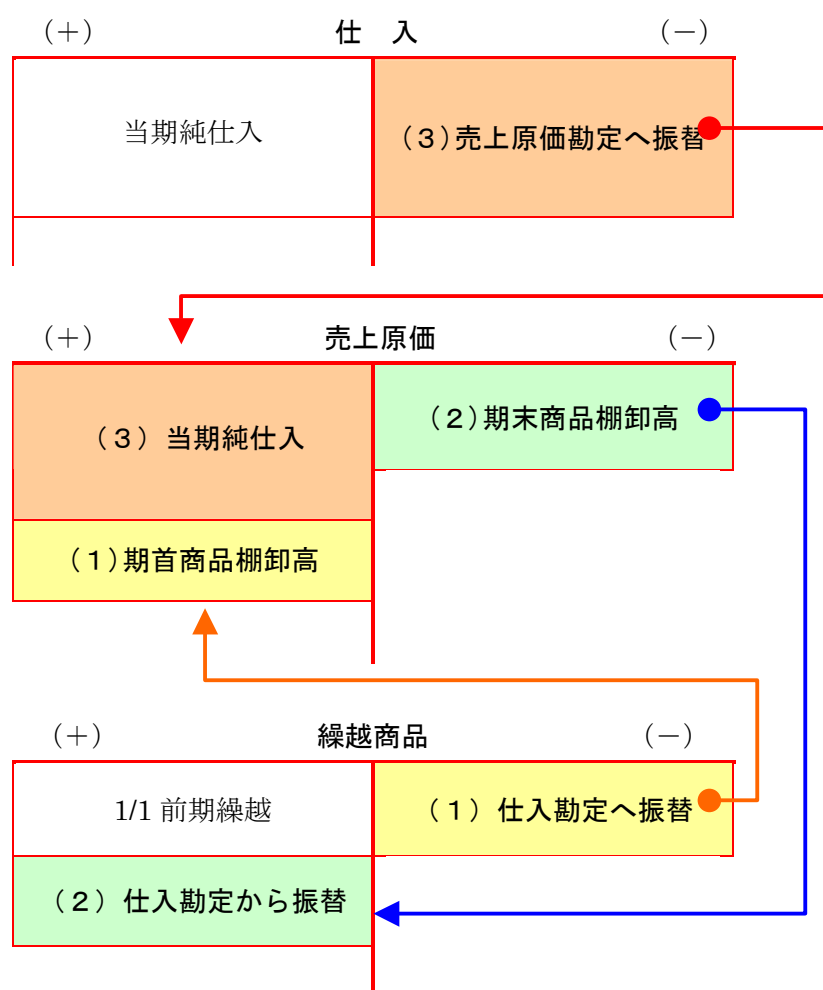 （＋） 仕 入 （－）
当期純仕入 （３）売上原価勘定へ振替
（＋） 売上原価 （－）
（３）当期純仕入 （２）期末商品棚卸高
（１）期首商品棚卸高
（＋） 繰越商品 （－）
1/1 前期繰越 （１）仕入勘定へ振替
（２）仕入勘定から振替